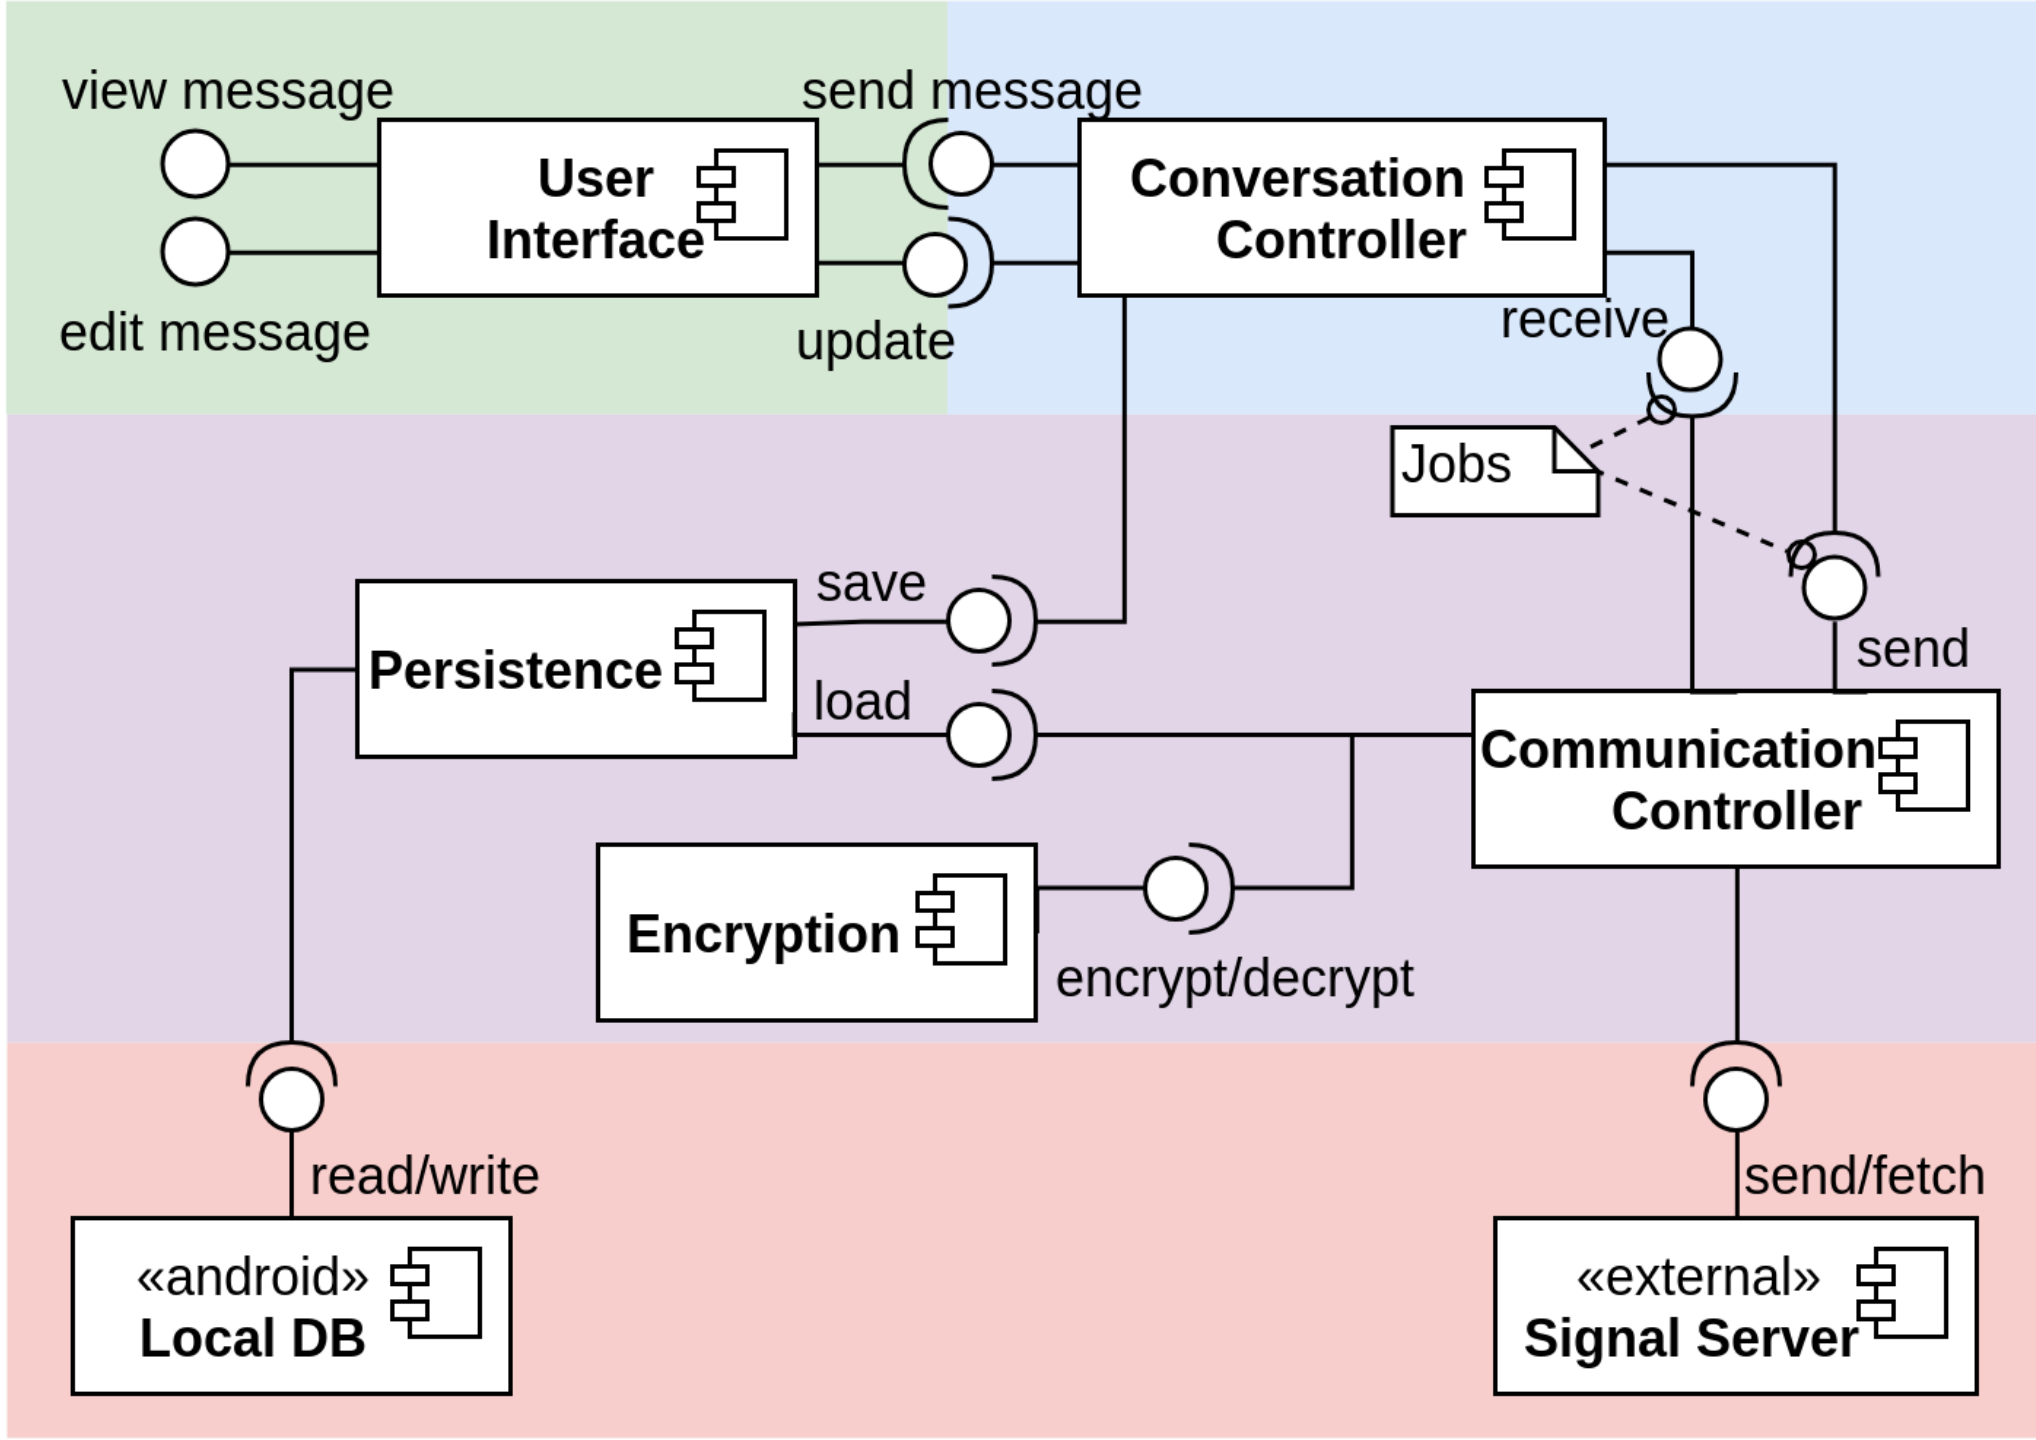 view message
send message
User
Interface
Conversation
Controller
edit message
update
receive
Jobs
save
send
Persistence
load
Communication
Controller
Encryption
encrypt/decrypt
read/write
send/fetch
«android»
Local DB
«external»
Signal Server